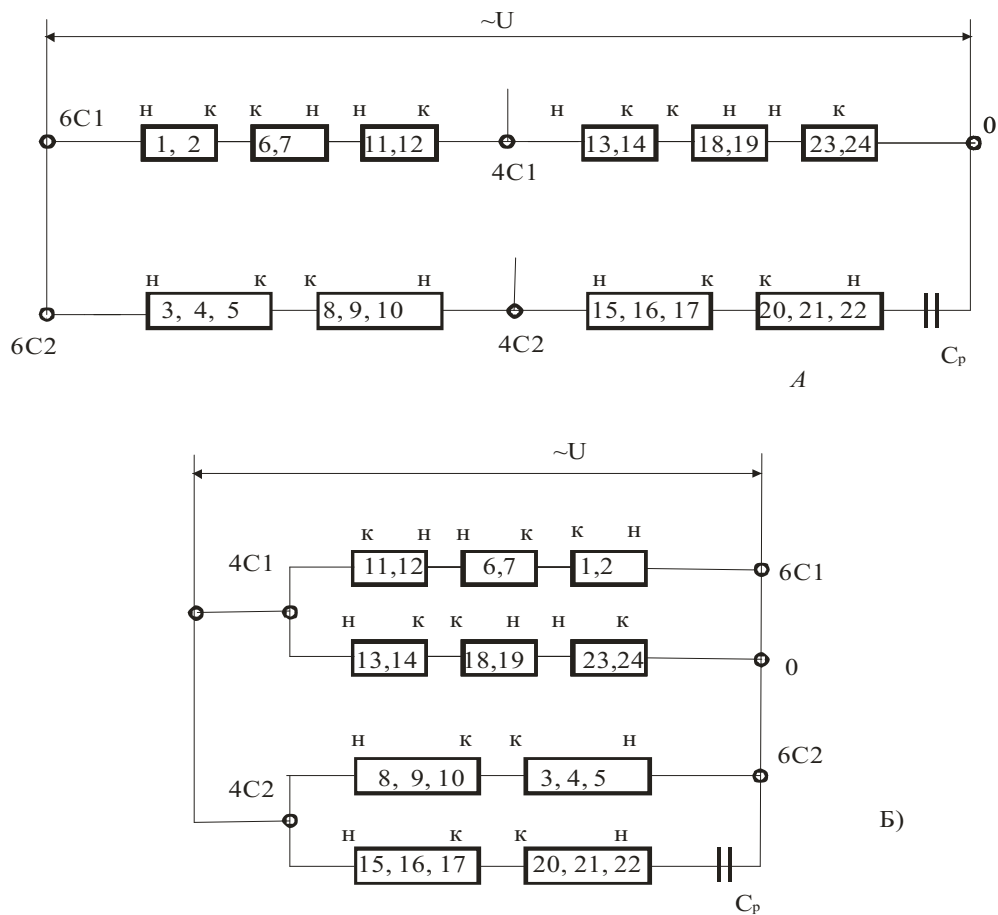 ~U
н к к н н к н к к н н к
6С1 1, 2 6,7 11,12 4С1 13,14 18,19 23,24 0
н к к н н к к н
6С2 3, 4, 5 8, 9, 10 4С2 15, 16, 17 20, 21, 22 Ср
А
~U
к н н к к н
4С1 11,12 6,7 1,2 6С1
н к к н н к
13,14 18,19 23,24 0
н к к н
4С2 8, 9, 10 3, 4, 5 6С2
Б)
н к к н
15, 16, 17 20, 21, 22
Ср